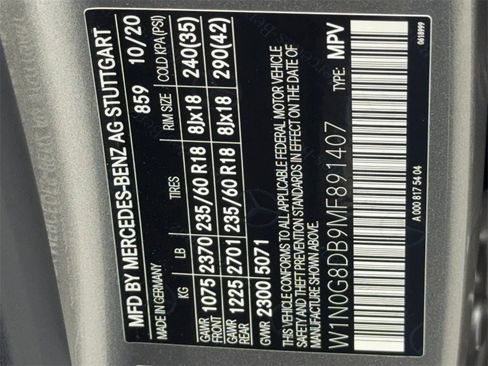 MFD BY MERCEDES-BENZ AG STUTTGART
MADE IN GERMANY 859 10/20
KG LB TIRES RIM SIZE COLD KPA(PSI)
GAWR FRONT 1075 2370 235/60 R18 8Jx18 240(35)
GAWR REAR 1225 2701 235/60 R18 8Jx18 290(42)
GVWR 2300 5071
THIS VEHICLE CONFORMS TO ALL APPLICABLE FEDERAL MOTOR VEHICLE
SAFETY, BUMPER, AND THEFT PREVENTION STANDARDS IN EFFECT ON THE
DATE OF MANUFACTURE SHOWN ABOVE.
W1N0G8DB9MF891407 TYPE: MPV
A 000 817 54 04 0618999